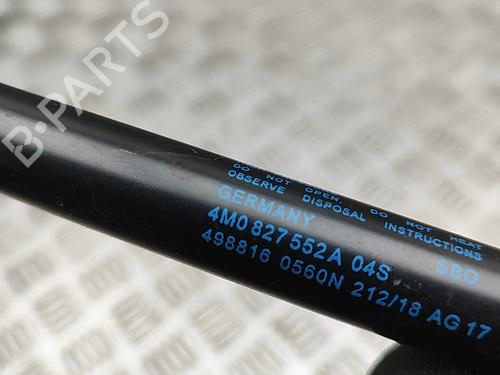 B-PARTS
DO NOT OPEN. DO NOT HEAT
OBSERVE DISPOSAL INSTRUCTIONS
GERMANY SBO
4M0 827 552A 04S
498816 0560N 212/18 AG 17